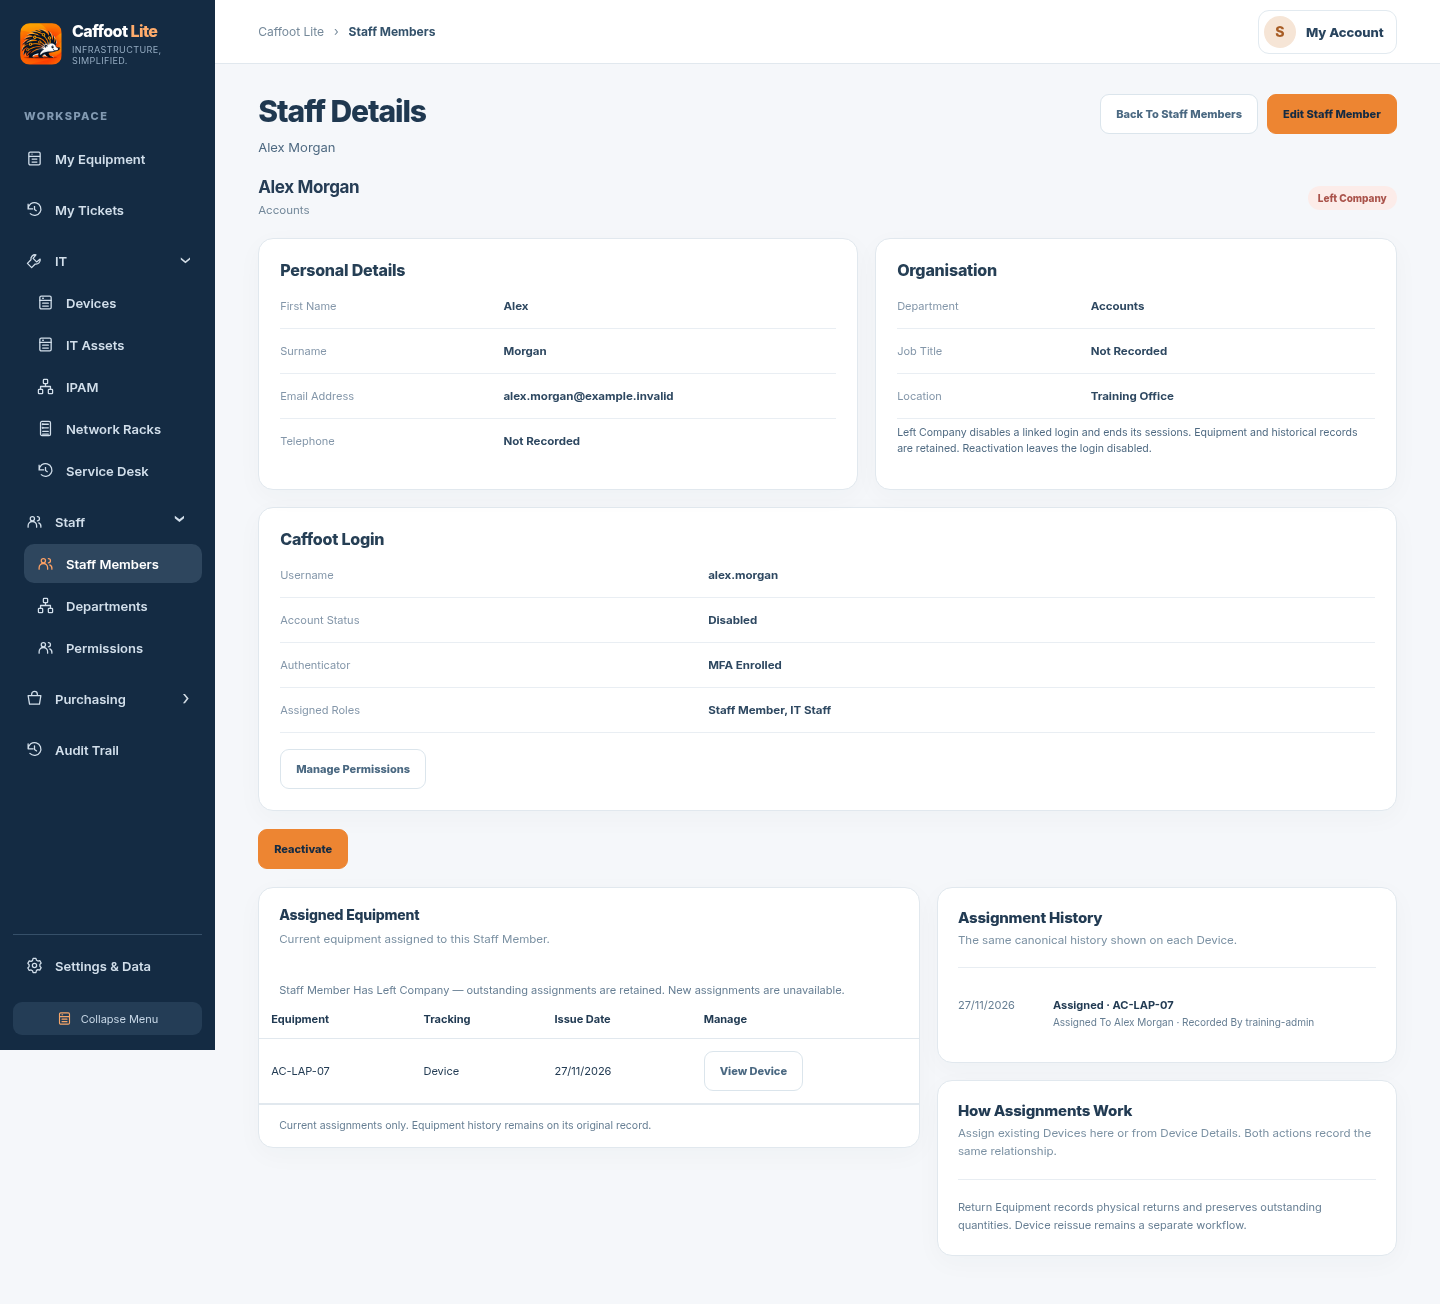 Caffoot Lite
INFRASTRUCTURE,
SIMPLIFIED.
WORKSPACE
My Equipment
My Tickets
IT
Devices
IT Assets
IPAM
Network Racks
Service Desk
Staff
Staff Members
Departments
Permissions
Purchasing
Audit Trail
Settings & Data
Collapse Menu
Caffoot Lite › Staff Members
S My Account
Staff Details
Alex Morgan
Back To Staff Members
Edit Staff Member
Alex Morgan
Accounts
Left Company
Personal Details
First Name Alex
Surname Morgan
Email Address alex.morgan@example.invalid
Telephone Not Recorded
Organisation
Department Accounts
Job Title Not Recorded
Location Training Office
Left Company disables a linked login and ends its sessions. Equipment and historical records
are retained. Reactivation leaves the login disabled.
Caffoot Login
Username alex.morgan
Account Status Disabled
Authenticator MFA Enrolled
Assigned Roles Staff Member, IT Staff
Manage Permissions
Reactivate
Assigned Equipment
Current equipment assigned to this Staff Member.
Staff Member Has Left Company — outstanding assignments are retained. New assignments are unavailable.
Equipment Tracking Issue Date Manage
AC-LAP-07 Device 27/11/2026 View Device
Current assignments only. Equipment history remains on its original record.
Assignment History
The same canonical history shown on each Device.
27/11/2026 Assigned · AC-LAP-07
Assigned To Alex Morgan · Recorded By training-admin
How Assignments Work
Assign existing Devices here or from Device Details. Both actions record the
same relationship.
Return Equipment records physical returns and preserves outstanding
quantities. Device reissue remains a separate workflow.